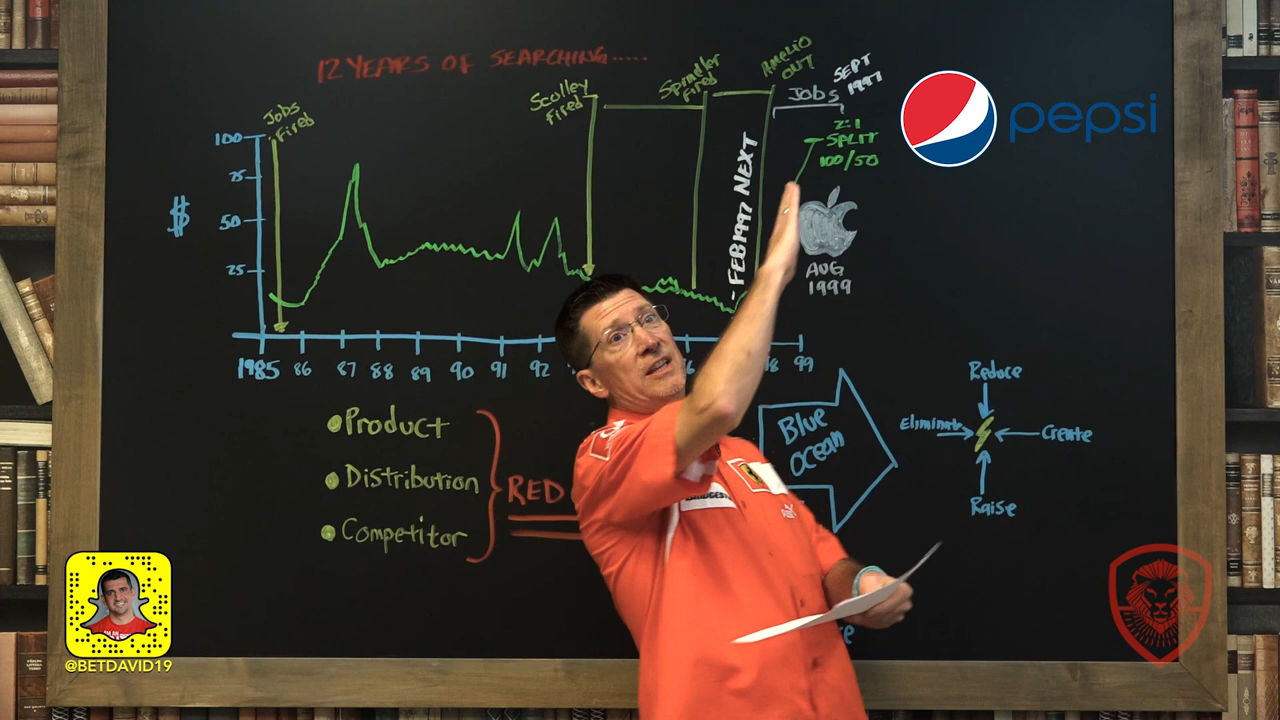 12 YEARS OF SEARCHING.....
Jobs
Fired
Sculley
Fired
Spindler
Fired
Amelio
OUT
SEPT
1997
Jobs
2:1
SPLIT
100/50
pepsi
$
100
75
50
25
- FEB 1997 NEXT
AUG
1999
1985 86 87 88 89 90 91 92 99
Product
Distribution
Competitor
RED
Blue
Ocean
Reduce
Eliminate
Create
Raise
BRIDGES
@BETDAVID19